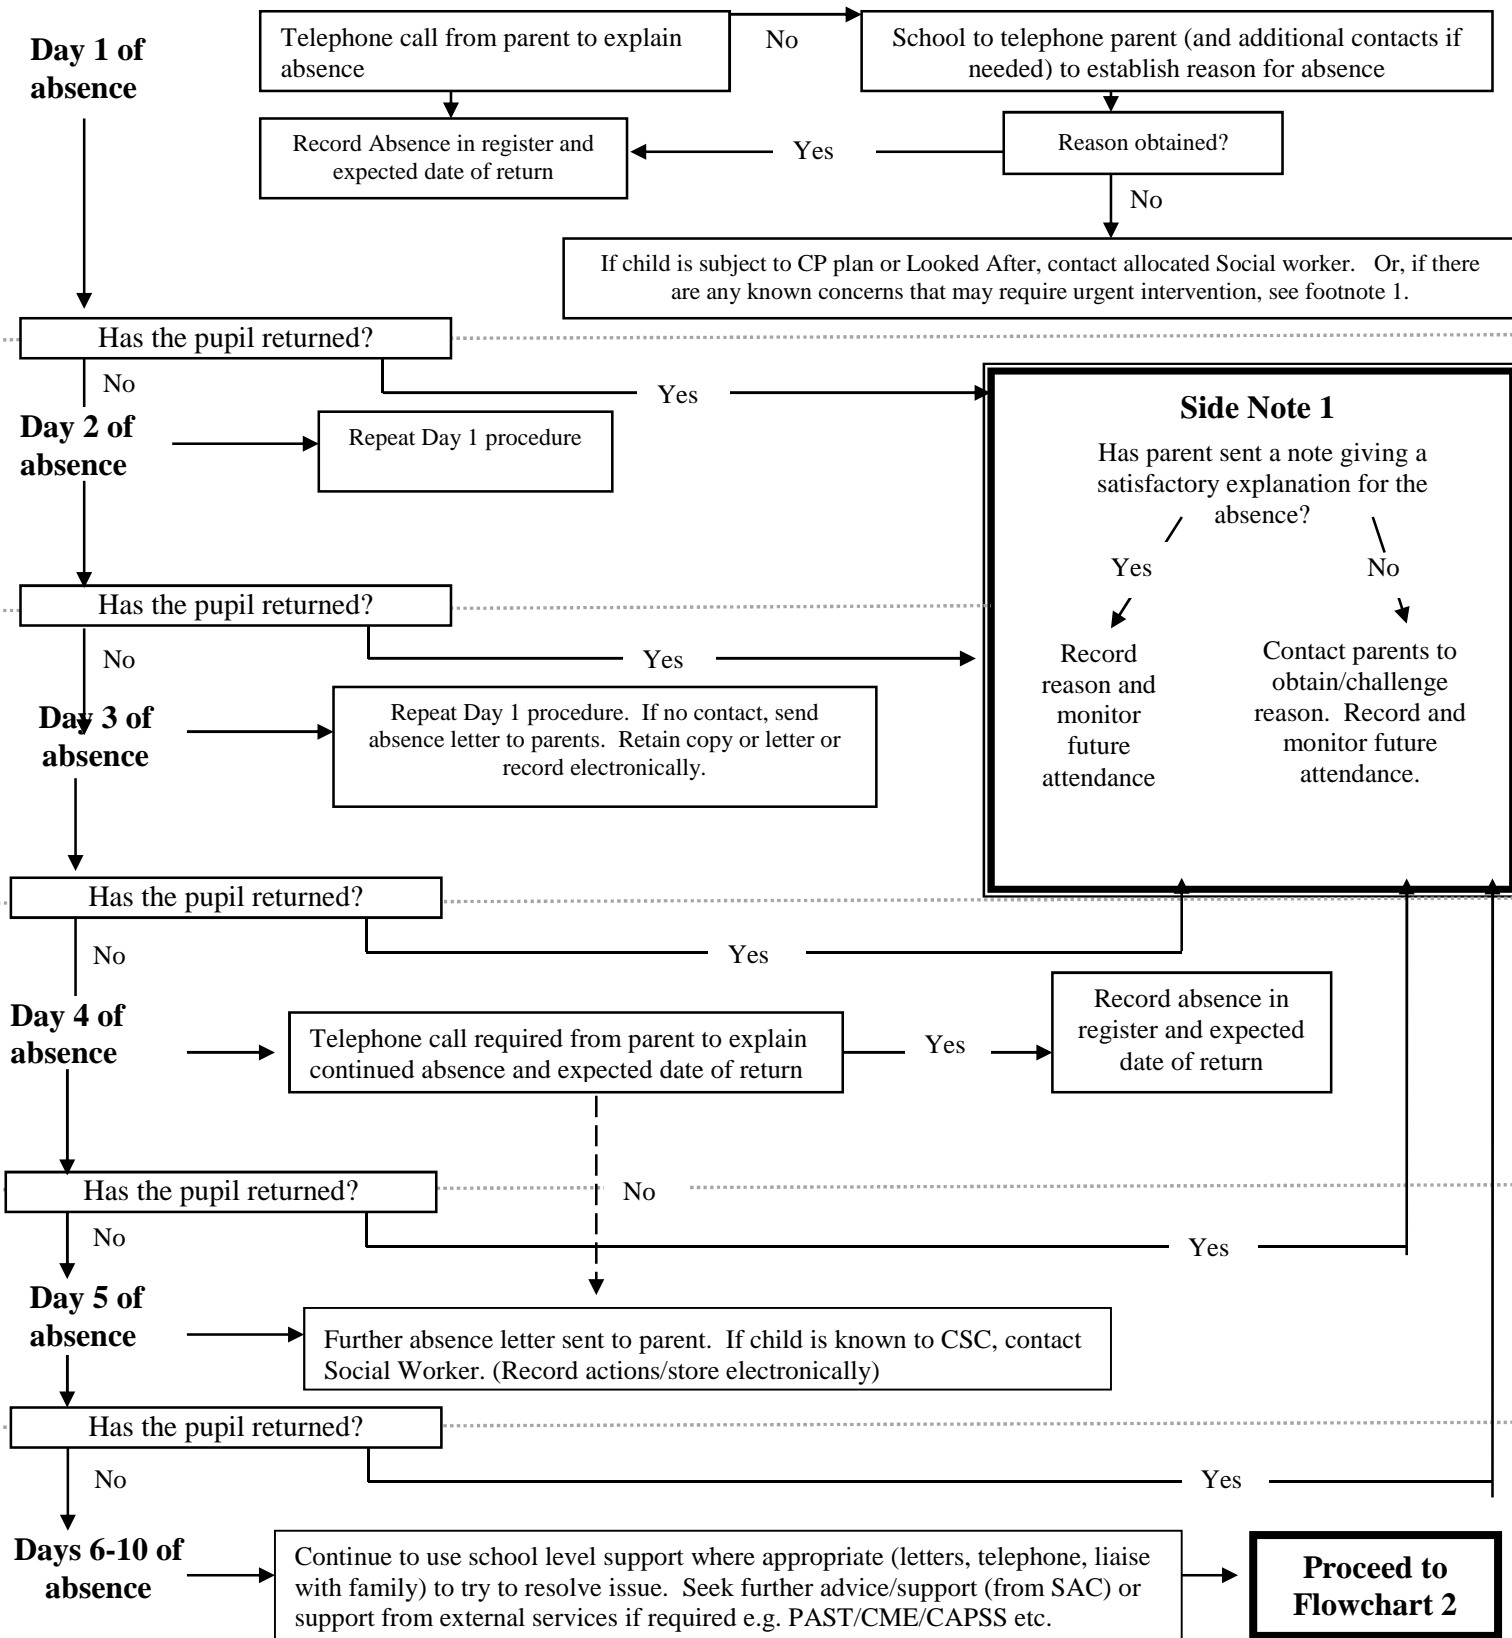 Day 1 of
absence
Telephone call from parent to explain
absence
No
School to telephone parent (and additional contacts if
needed) to establish reason for absence
Record Absence in register and
expected date of return
Yes
Reason obtained?
No
If child is subject to CP plan or Looked After, contact allocated Social worker. Or, if there
are any known concerns that may require urgent intervention, see footnote 1.
Has the pupil returned?
No
Yes
Day 2 of
absence
Repeat Day 1 procedure
Side Note 1
Has parent sent a note giving a
satisfactory explanation for the
absence?
Yes
No
Record
reason and
monitor
future
attendance
Contact parents to
obtain/challenge
reason. Record and
monitor future
attendance.
Has the pupil returned?
No
Yes
Day 3 of
absence
Repeat Day 1 procedure. If no contact, send
absence letter to parents. Retain copy or letter or
record electronically.
Has the pupil returned?
No
Yes
Day 4 of
absence
Telephone call required from parent to explain
continued absence and expected date of return
Yes
Record absence in
register and expected
date of return
Has the pupil returned?
No
No
Yes
Day 5 of
absence
Further absence letter sent to parent. If child is known to CSC, contact
Social Worker. (Record actions/store electronically)
Has the pupil returned?
No
Yes
Days 6-10 of
absence
Continue to use school level support where appropriate (letters, telephone, liaise
with family) to try to resolve issue. Seek further advice/support (from SAC) or
support from external services if required e.g. PAST/CME/CAPSS etc.
Proceed to
Flowchart 2